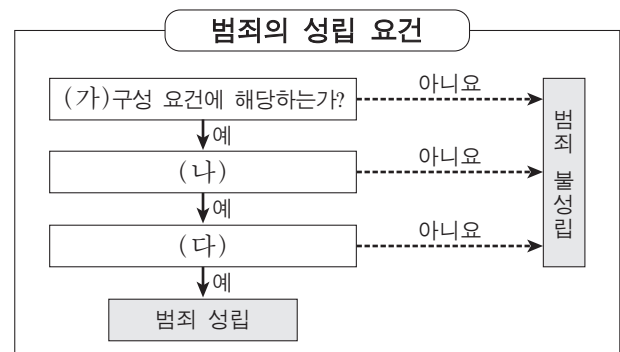 범죄의 성립 요건
(가)구성 요건에 해당하는가?
아니요
예
(나)
아니요
예
(다)
아니요
예
범죄 성립
범죄 불성립